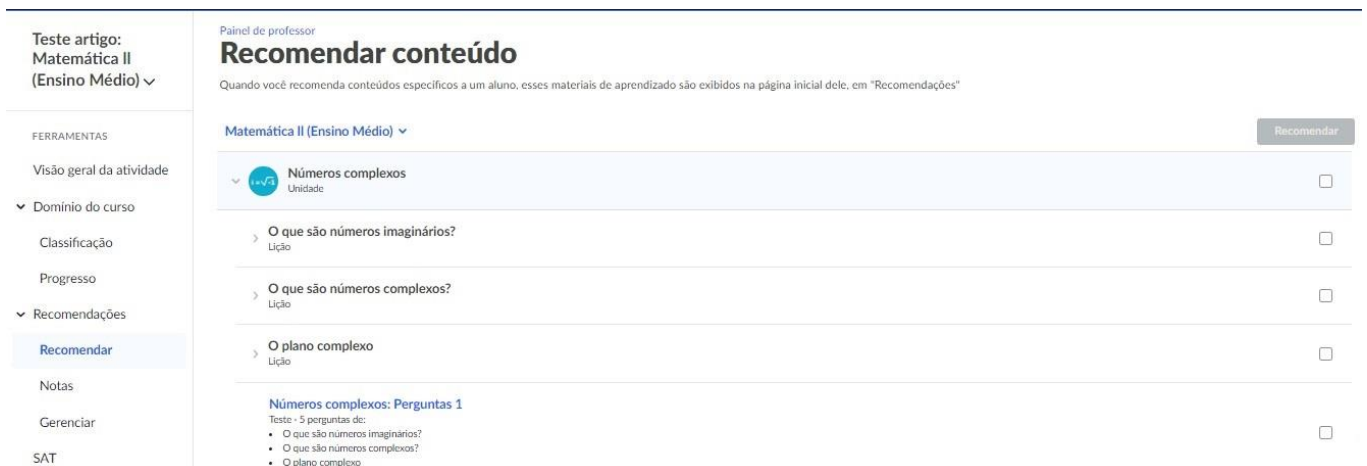 Teste artigo:
Matemática II
(Ensino Médio)
FERRAMENTAS
Visão geral da atividade
Domínio do curso
Classificação
Progresso
Recomendações
Recomendar
Notas
Gerenciar
SAT
Painel de professor
Recomendar conteúdo
Quando você recomenda conteúdos específicos a um aluno, esses materiais de aprendizado são exibidos na página inicial dele, em "Recomendações"
Matemática II (Ensino Médio)
Recomendar
i=√-1
Números complexos
Unidade
O que são números imaginários?
Lição
O que são números complexos?
Lição
O plano complexo
Lição
Números complexos: Perguntas 1
Teste · 5 perguntas de:
• O que são números imaginários?
• O que são números complexos?
• O plano complexo